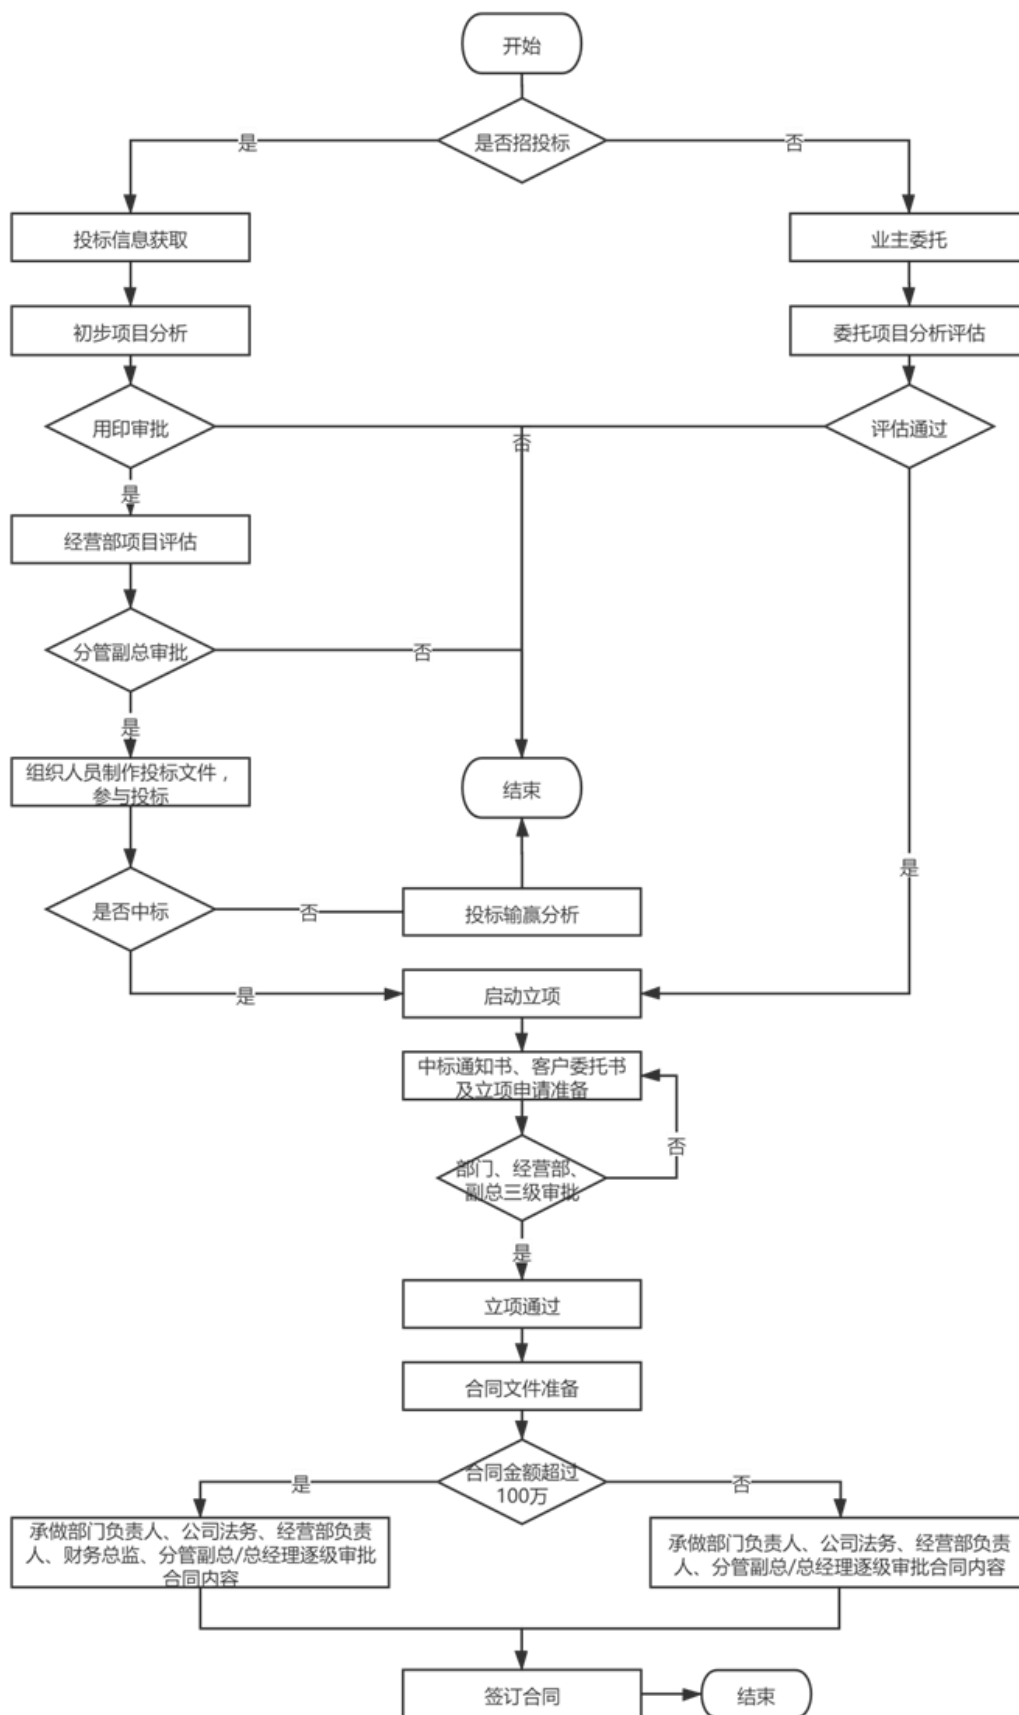 开始
是否招投标
是
否
投标信息获取
业主委托
初步项目分析
委托项目分析评估
用印审批
否
评估通过
是
经营部项目评估
分管副总审批
否
是
组织人员制作投标文件，
参与投标
结束
是
是否中标
否
投标输赢分析
是
启动立项
中标通知书、客户委托书
及立项申请准备
否
部门、经营部、
副总三级审批
是
立项通过
合同文件准备
合同金额超过
100万
是
否
承做部门负责人、公司法务、经营部负责
人、财务总监、分管副总/总经理逐级审批
合同内容
承做部门负责人、公司法务、经营部负责
人、分管副总/总经理逐级审批合同内容
签订合同
结束